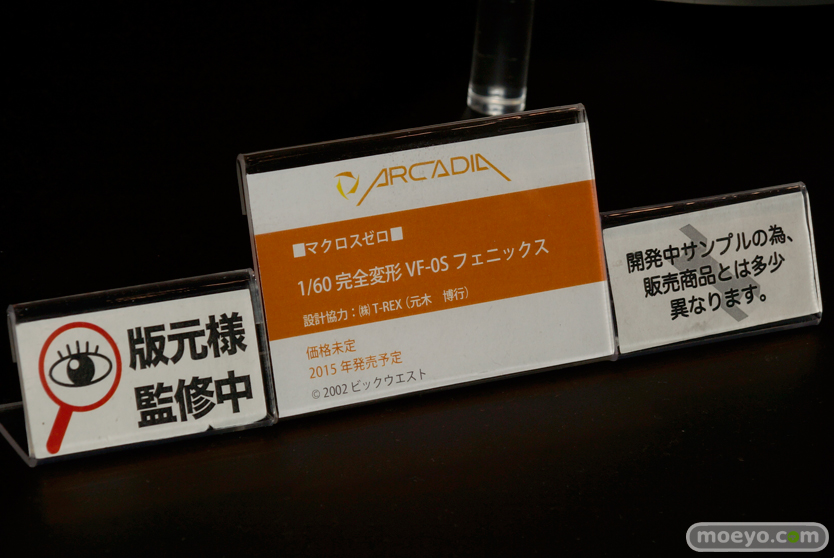 版元様
監修中
ARCADIA
■マクロスゼロ■
1/60 完全変形 VF-0S フェニックス
設計協力：㈱ T-REX（元木　博行）
価格未定
2015 年発売予定
© 2002 ビックウエスト
開発中サンプルの為、
販売商品とは多少
異なります。
moeyo.com